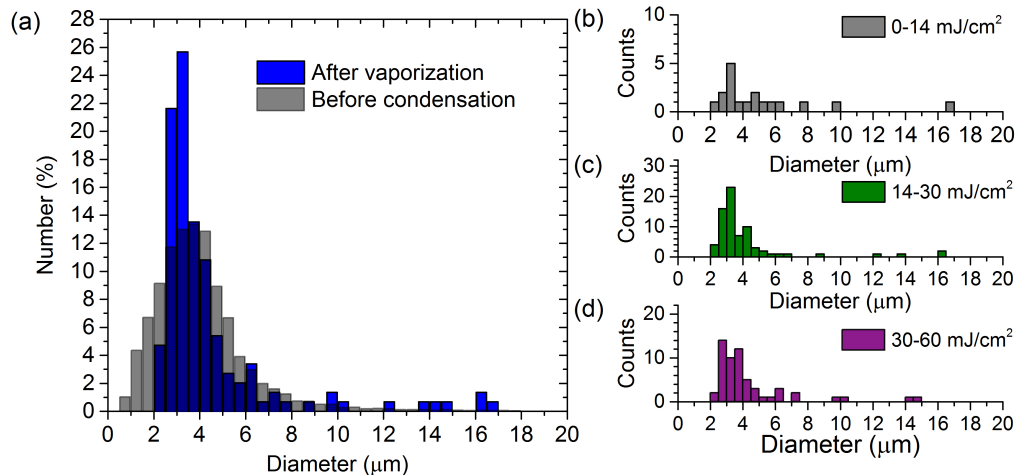 (a)
28
26
24
22
20
18
16
14
12
10
8
6
4
2
0
Number (%)
After vaporization
Before condensation
0 2 4 6 8 10 12 14 16 18 20
Diameter (μm)
(b)
10
5
0
Counts
0-14 mJ/cm²
0 2 4 6 8 10 12 14 16 18 20
Diameter (μm)
(c)
30
20
10
0
Counts
14-30 mJ/cm²
0 2 4 6 8 10 12 14 16 18 20
Diameter (μm)
(d)
20
10
0
Counts
30-60 mJ/cm²
0 2 4 6 8 10 12 14 16 18 20
Diameter (μm)